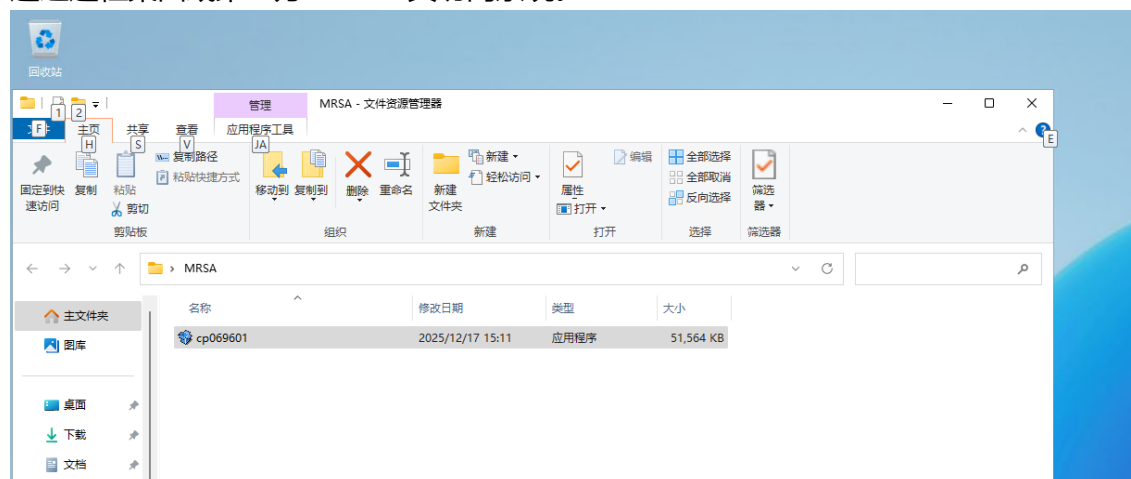 回收站
管理 MRSA - 文件资源管理器
1 2
F 主页 共享 查看 应用程序工具
H S V JA E
固定到快速访问 复制 粘贴 复制路径 粘贴快捷方式 剪切
移动到 复制到 删除 重命名
新建文件夹 新建 轻松访问
属性 打开 编辑
全部选择 全部取消 反向选择
筛选器
剪贴板 组织 新建 打开 选择 筛选器
MRSA
主文件夹
图库
桌面
下载
文档
名称 修改日期 类型 大小
cp069601 2025/12/17 15:11 应用程序 51,564 KB